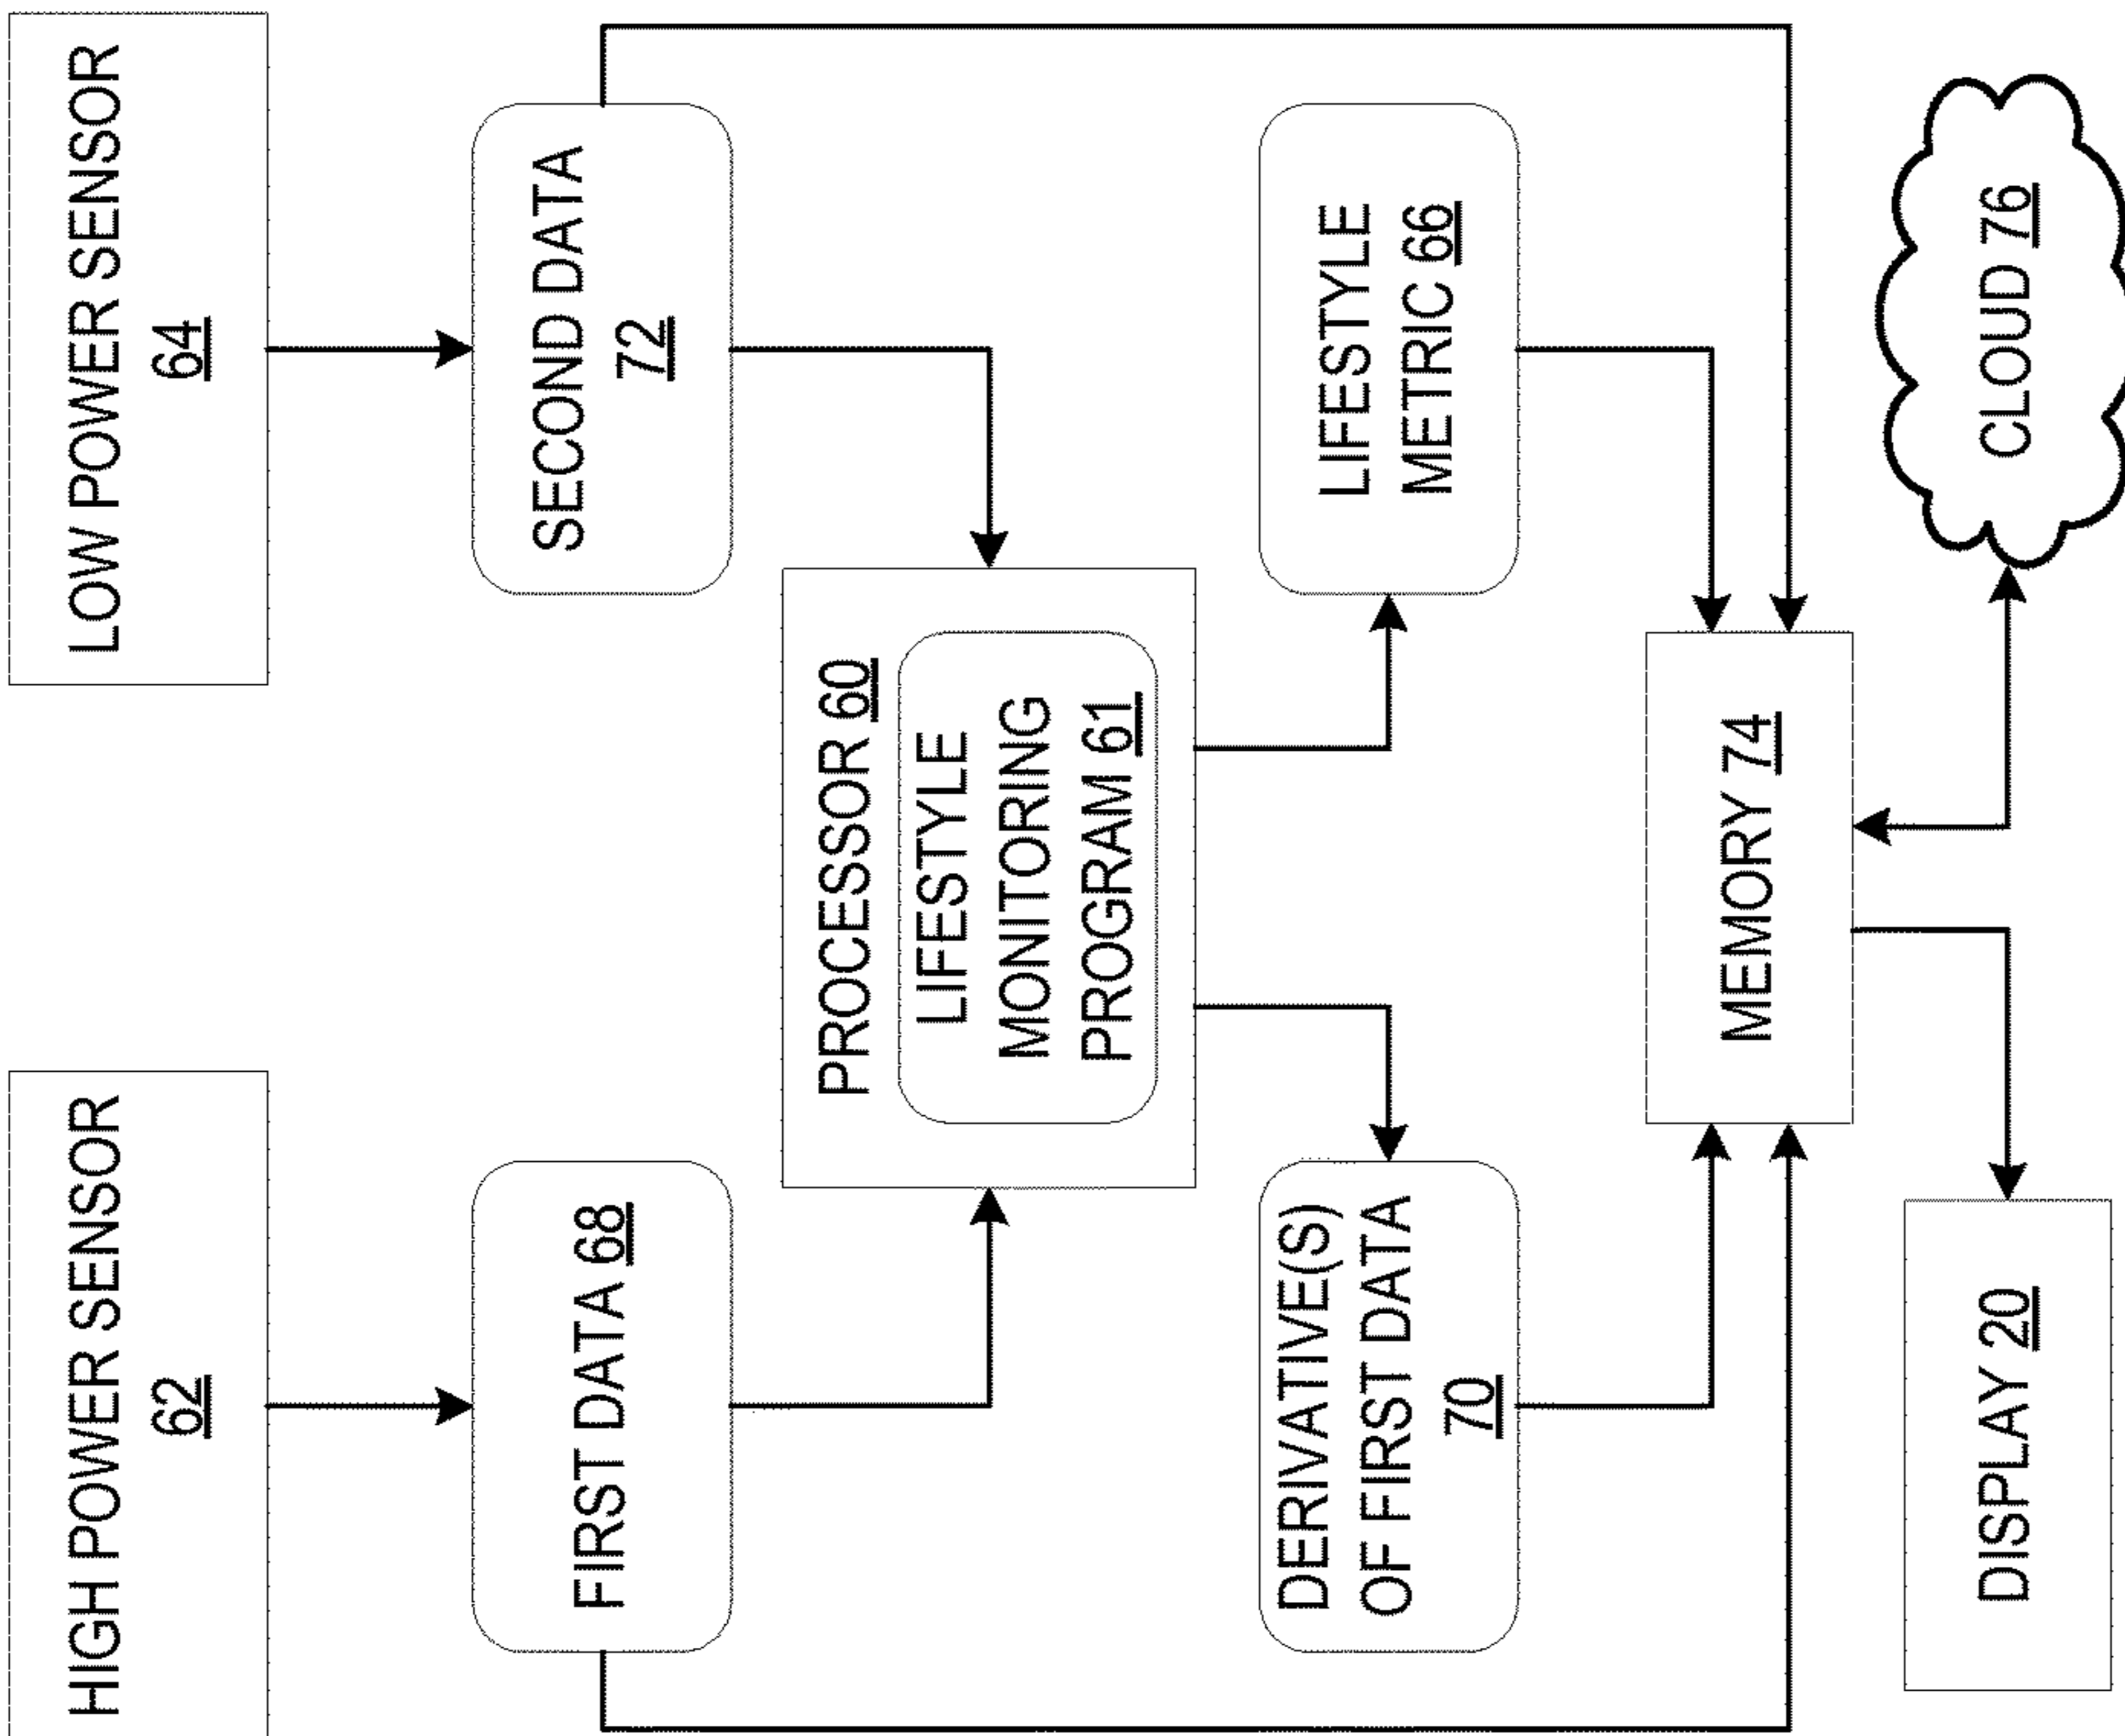 HIGH POWER SENSOR
62
LOW POWER SENSOR
64
FIRST DATA 68
SECOND DATA
72
PROCESSOR 60
LIFESTYLE
MONITORING
PROGRAM 61
DERIVATIVE(S)
OF FIRST DATA
70
LIFESTYLE
METRIC 66
MEMORY 74
DISPLAY 20
CLOUD 76